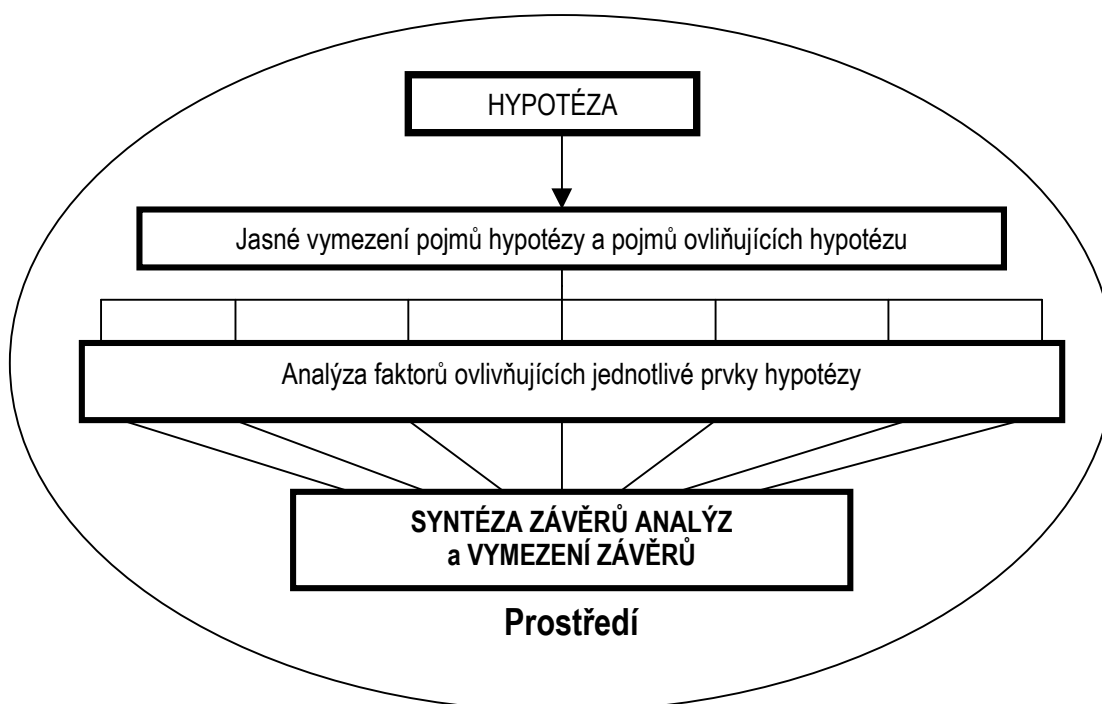 HYPOTÉZA
Jasné vymezení pojmů hypotézy a pojmů ovliňujících hypotézu
Analýza faktorů ovlivňujících jednotlivé prvky hypotézy
SYNTÉZA ZÁVĚRŮ ANALÝZ
a VYMEZENÍ ZÁVĚRŮ
Prostředí